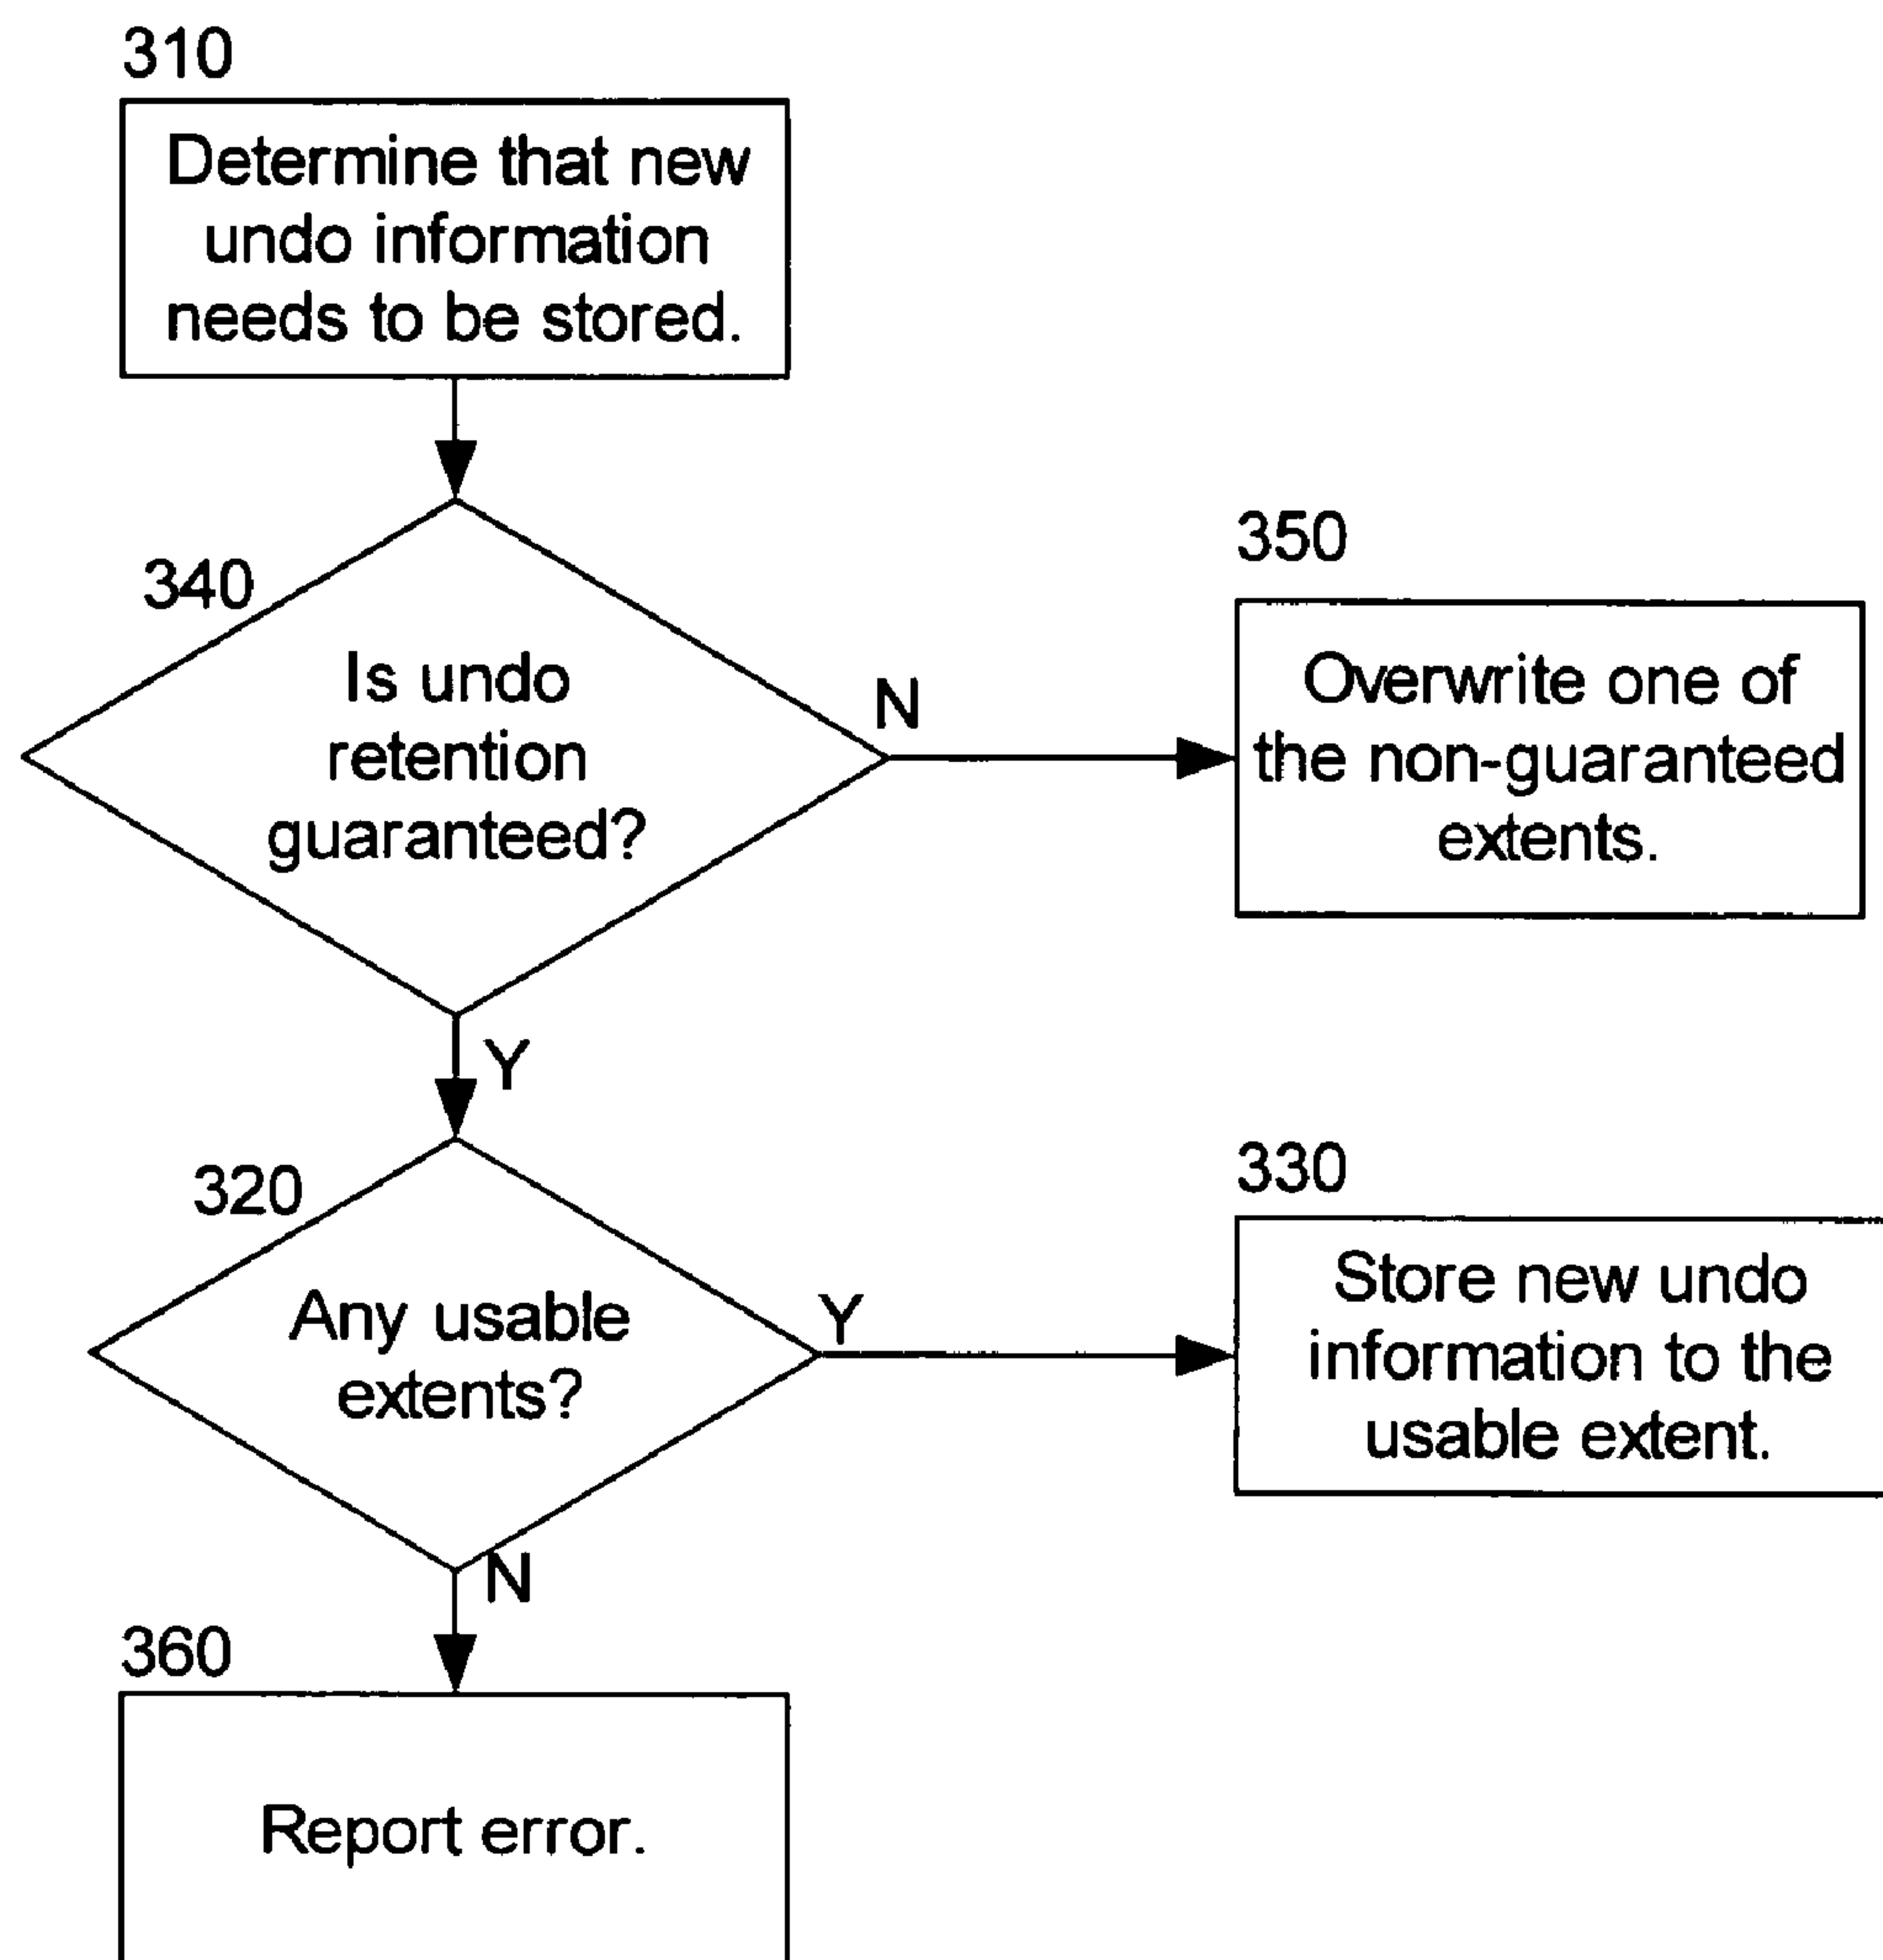 310
Determine that new
undo information
needs to be stored.
340
Is undo
retention
guaranteed?
N
350
Overwrite one of
the non-guaranteed
extents.
Y
320
Any usable
extents?
Y
330
Store new undo
information to the
usable extent.
N
360
Report error.